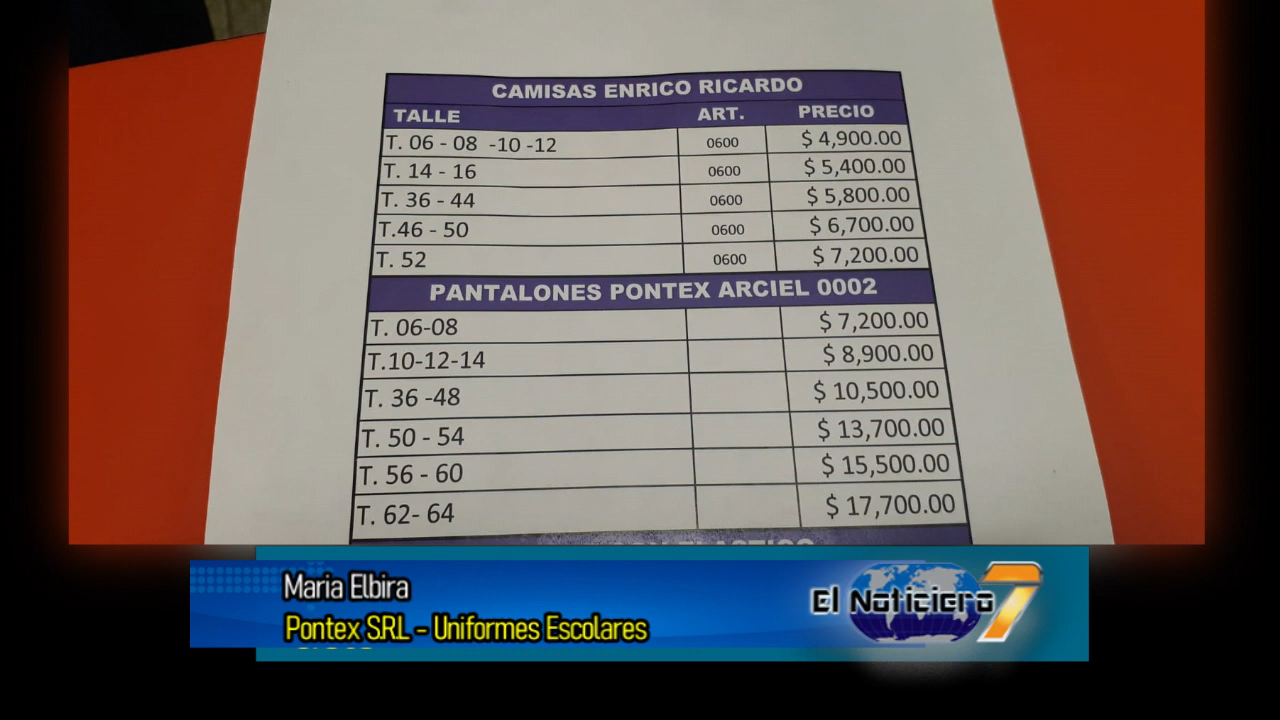 CAMISAS ENRICO RICARDO
TALLE ART. PRECIO
T. 06 - 08 -10 -12 0600 $ 4,900.00
T. 14 - 16 0600 $ 5,400.00
T. 36 - 44 0600 $ 5,800.00
T.46 - 50 0600 $ 6,700.00
T. 52 0600 $ 7,200.00
PANTALONES PONTEX ARCIEL 0002
T. 06-08 $ 7,200.00
T.10-12-14 $ 8,900.00
T. 36 -48 $ 10,500.00
T. 50 - 54 $ 13,700.00
T. 56 - 60 $ 15,500.00
T. 62- 64 $ 17,700.00
Maria Elbira
Pontex S.R.L - Uniformes Escolares
El Noticiero 7